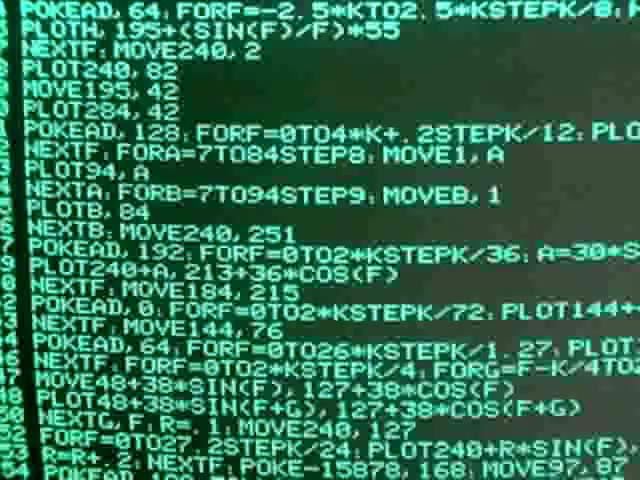 POKEAD, 64: FORF=-2.5*KTO2.5*KSTEPK/8:
PLOTH, 195+(SIN(F)/F)*55
NEXTF: MOVE240, 2
PLOT240, 82
MOVE195, 42
PLOT284, 42
POKEAD, 128: FORF=0TO4*K+.2STEPK/12: PLO
NEXTF: FORA=7TO84STEP8: MOVE1, A
PLOT94, A
NEXTA: FORB=7TO94STEP9: MOVEB, 1
PLOTB, 84
NEXTB: MOVE240, 251
POKEAD, 192: FORF=0TO2*KSTEPK/36: A=30*S
PLOT240+A, 213+36*COS(F)
NEXTF: MOVE184, 215
POKEAD, 0: FORF=0TO2*KSTEPK/72: PLOT144+
NEXTF: MOVE144, 76
POKEAD, 64: FORF=0TO26*KSTEPK/1.27: PLOT
NEXTF: FORF=0TO2*KSTEPK/4: FORG=F-K/4TO2
MOVE48+38*SIN(F), 127+38*COS(F)
PLOT48+38*SIN(F+G), 127+38*COS(F+G)
NEXTG, F: R=.1: MOVE240, 127
FORF=0TO27.2STEPK/24: PLOT240+R*SIN(F),
R=R+.2: NEXTF: POKE-15878, 168: MOVE97, 87
54 POKEAD,